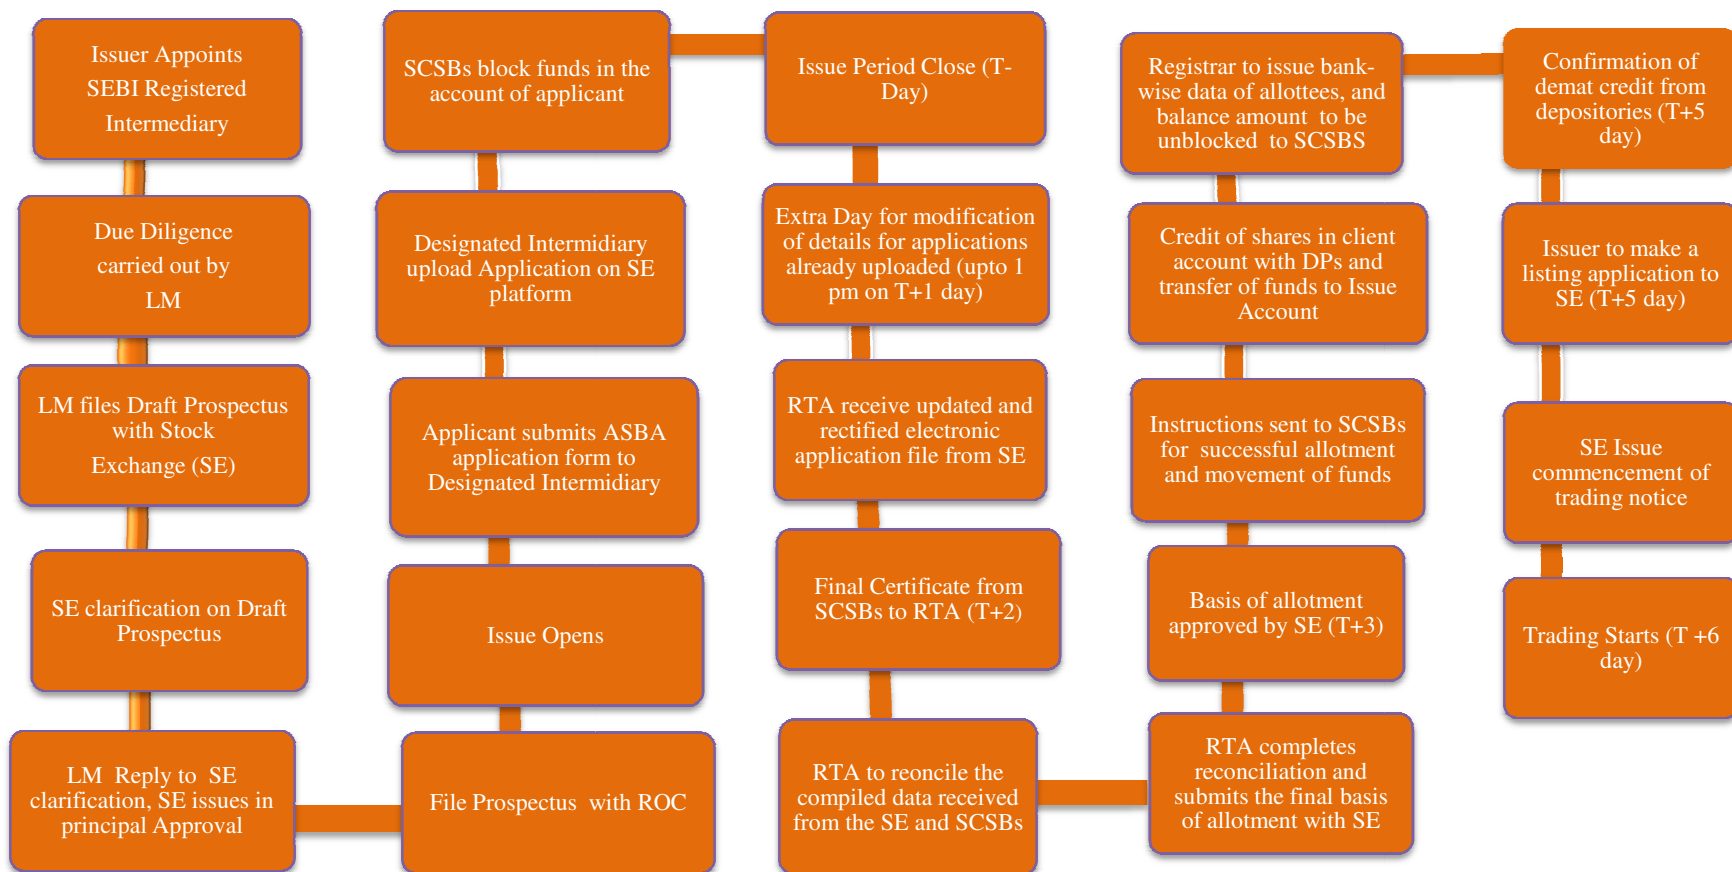 Issuer Appoints
SEBI Registered
Intermediary
Due Diligence
carried out by
LM
LM files Draft Prospectus
with Stock
Exchange (SE)
SE clarification on Draft
Prospectus
LM Reply to SE
clarification, SE issues in
principal Approval
File Prospectus with ROC
Issue Opens
Applicant submits ASBA
application form to
Designated Intermidiary
Designated Intermidiary
upload Application on SE
platform
SCSBs block funds in the
account of applicant
Issue Period Close (T-
Day)
Extra Day for modification
of details for applications
already uploaded (upto 1
pm on T+1 day)
RTA receive updated and
rectified electronic
application file from SE
Final Certificate from
SCSBs to RTA (T+2)
RTA to reconcile the
compiled data received
from the SE and SCSBs
RTA completes
reconciliation and
submits the final basis
of allotment with SE
Basis of allotment
approved by SE (T+3)
Instructions sent to SCSBs
for successful allotment
and movement of funds
Credit of shares in client
account with DPs and
transfer of funds to Issue
Account
Registrar to issue bank-
wise data of allottees, and
balance amount to be
unblocked to SCSBS
Confirmation of
demat credit from
depositories (T+5
day)
Issuer to make a
listing application to
SE (T+5 day)
SE Issue
commencement of
trading notice
Trading Starts (T +6
day)